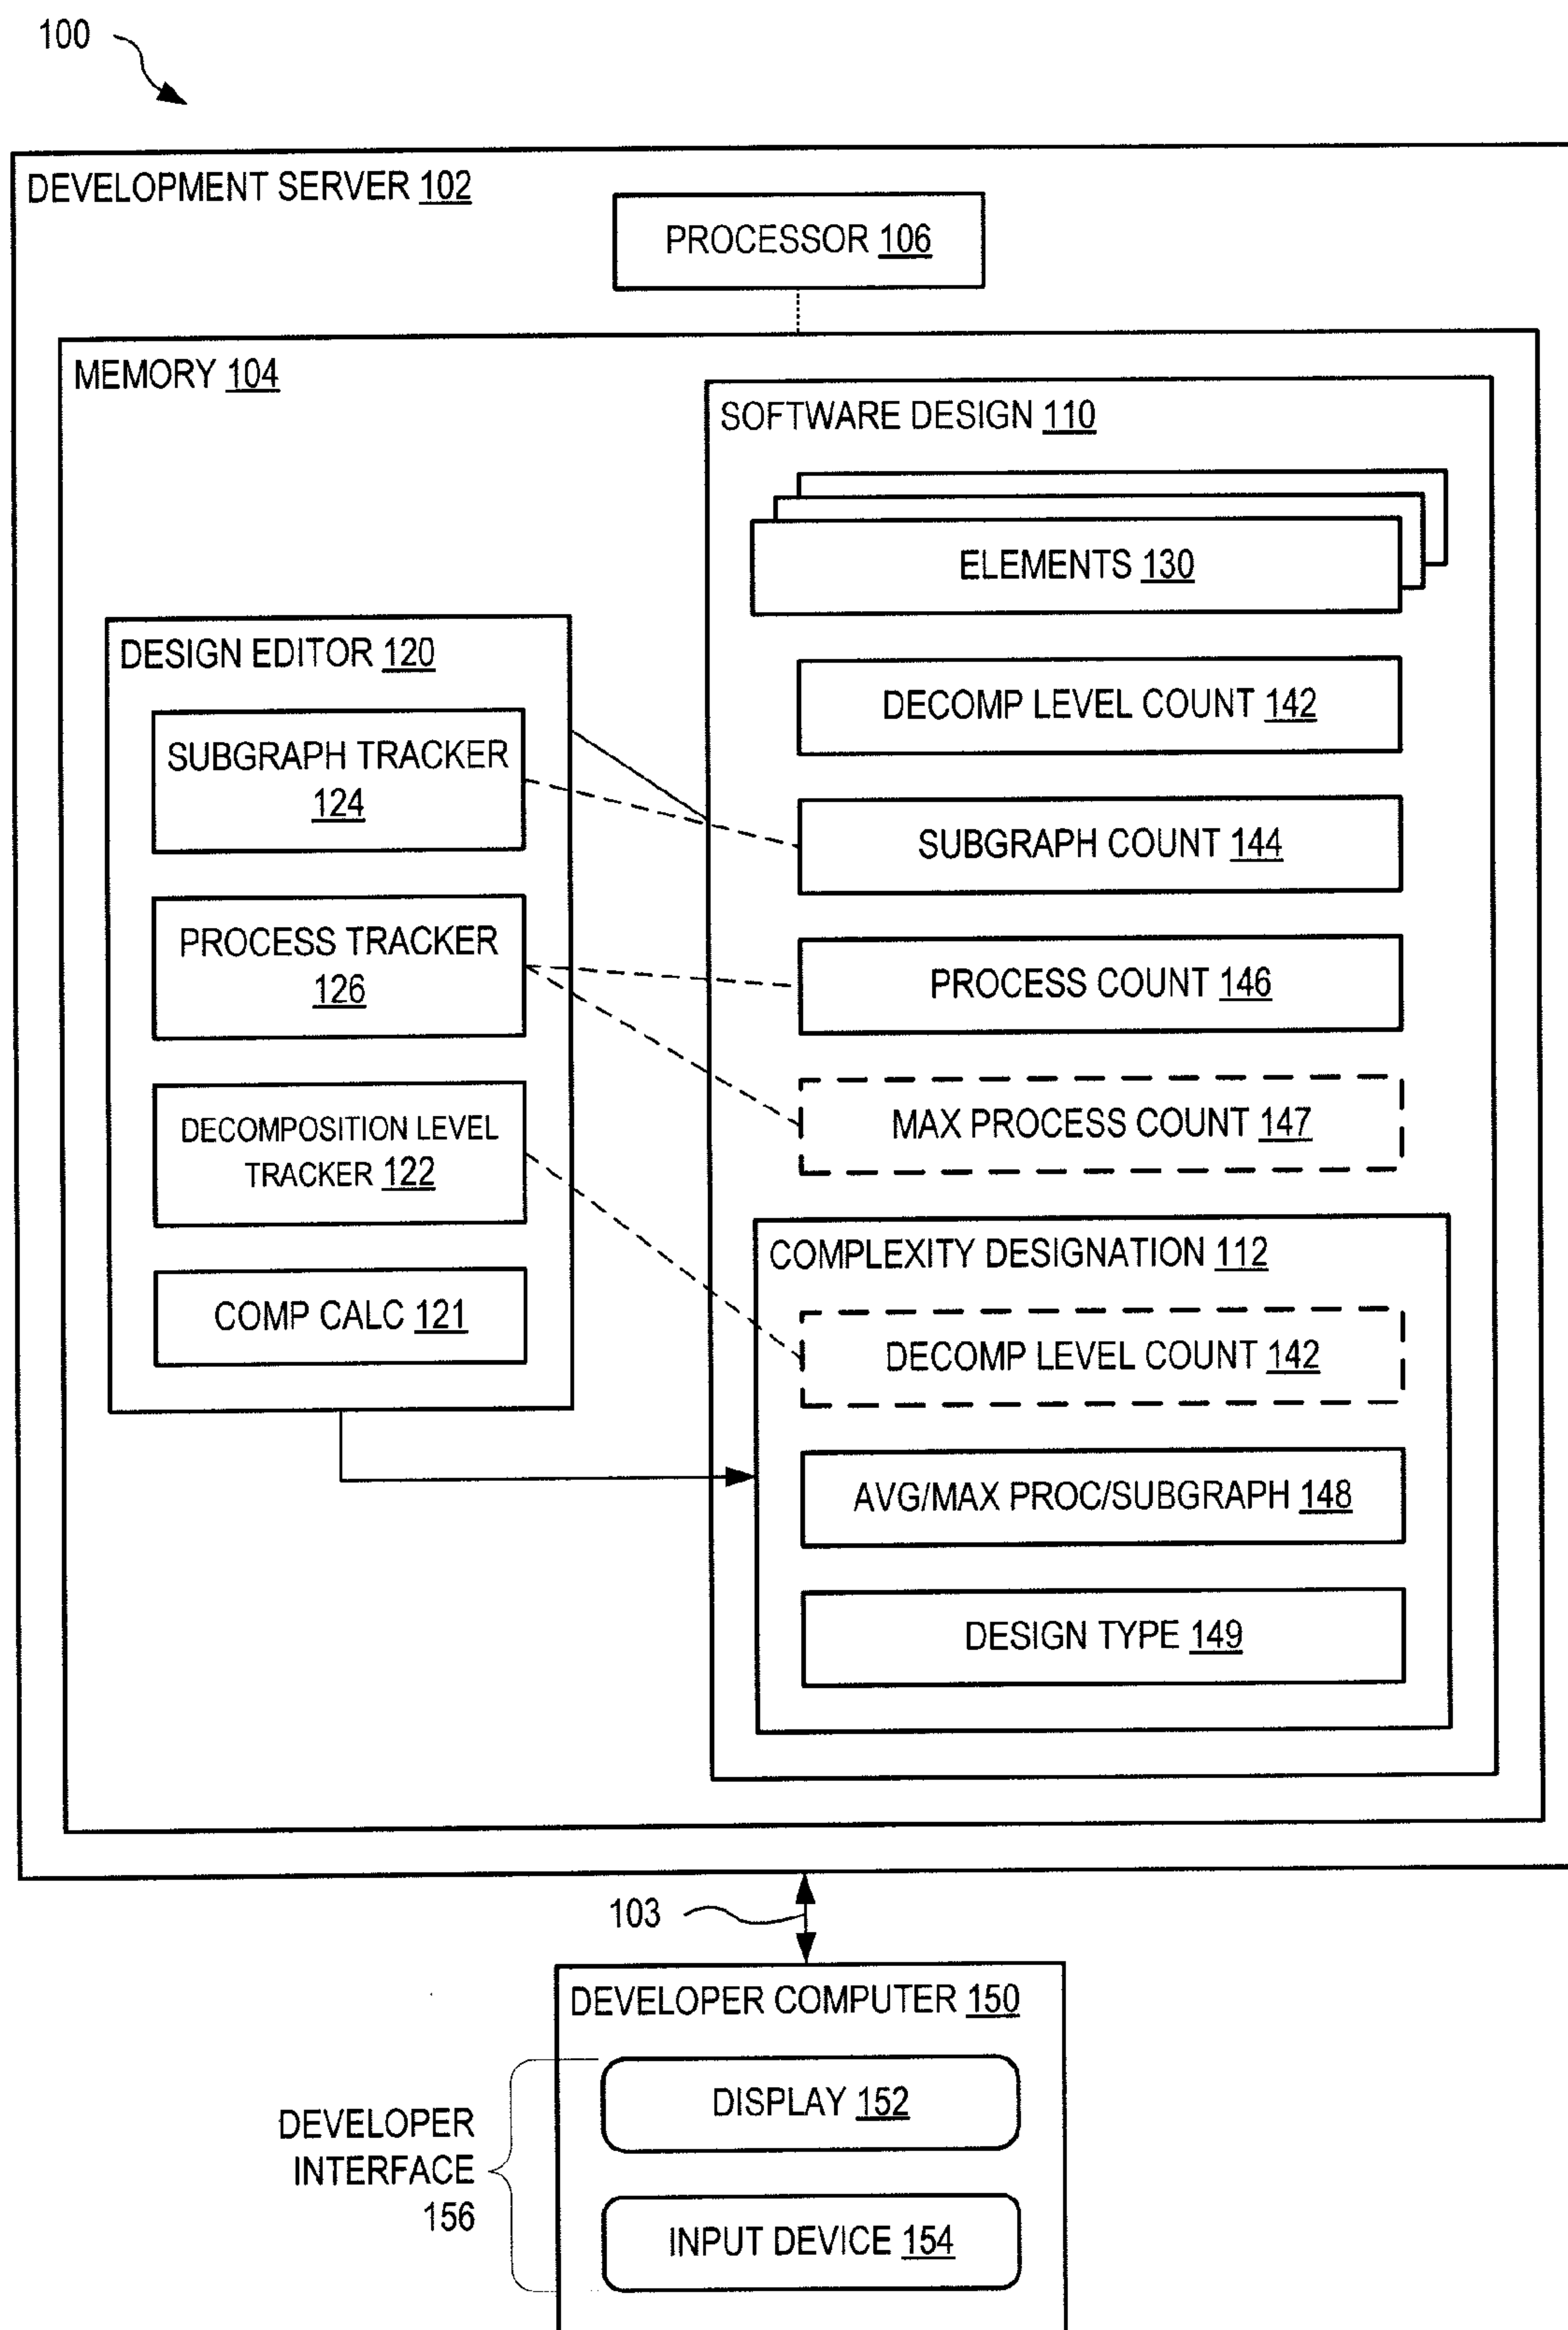 100
DEVELOPMENT SERVER 102
PROCESSOR 106
MEMORY 104
SOFTWARE DESIGN 110
ELEMENTS 130
DECOMP LEVEL COUNT 142
SUBGRAPH COUNT 144
PROCESS COUNT 146
MAX PROCESS COUNT 147
COMPLEXITY DESIGNATION 112
DECOMP LEVEL COUNT 142
AVG/MAX PROC/SUBGRAPH 148
DESIGN TYPE 149
DESIGN EDITOR 120
SUBGRAPH TRACKER
124
PROCESS TRACKER
126
DECOMPOSITION LEVEL
TRACKER 122
COMP CALC 121
103
DEVELOPER COMPUTER 150
DISPLAY 152
INPUT DEVICE 154
DEVELOPER
INTERFACE
156